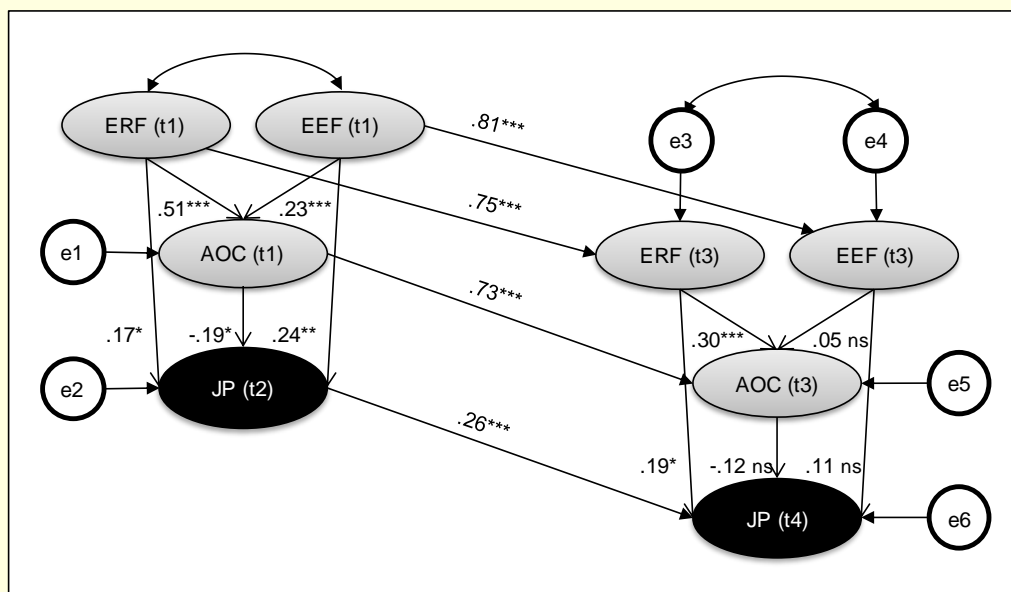 ERF (t1)
EEF (t1)
.81***
e3
e4
.51***
.23***
.75***
e1
AOC (t1)
ERF (t3)
EEF (t3)
.73***
.17*
-.19*
.24**
.30***
.05 ns
e2
JP (t2)
AOC (t3)
e5
.26***
.19*
-.12 ns
.11 ns
JP (t4)
e6